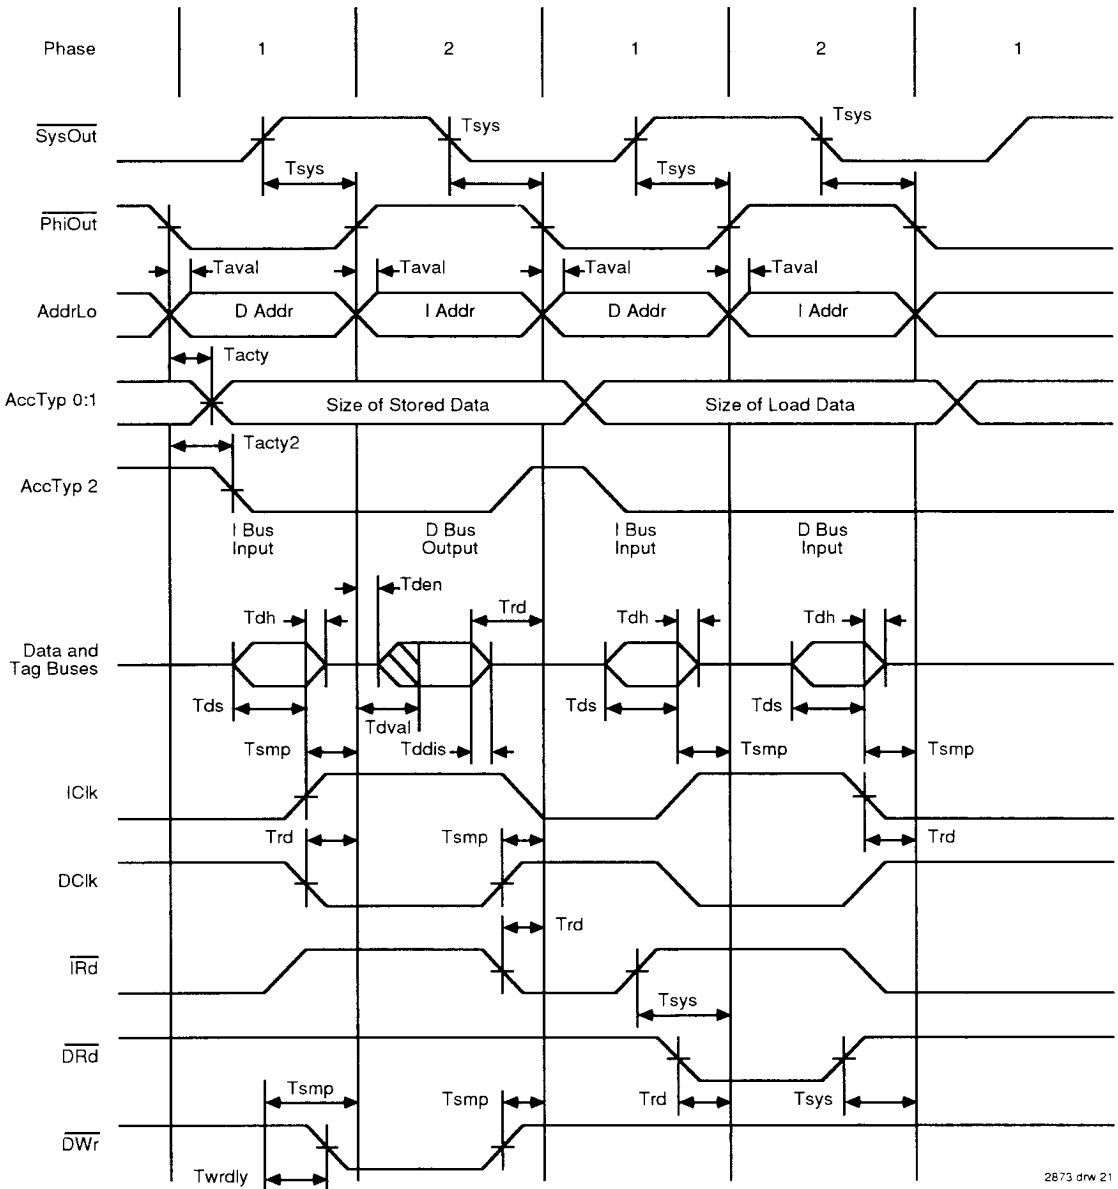 Phase 1 2 1 2 1
SysOut
Tsys Tsys
Tsys Tsys
PhiOut
Taval Taval Taval Taval
AddrLo D Addr I Addr D Addr I Addr
Tacty
AccTyp 0:1 Size of Stored Data Size of Load Data
Tacty2
AccTyp 2
I Bus D Bus I Bus D Bus
Input Output Input Input
Tden
Tdh Trd Tdh Tdh
Data and
Tag Buses
Tds Tdval Tds Tds
Tsmp Tddis Tsmp Tsmp
IClk
Trd Tsmp Trd
DClk
Trd
IRd
Tsys
DRd
Tsmp Tsmp Trd Tsys
DWr
Twrdly
2873 drw 21